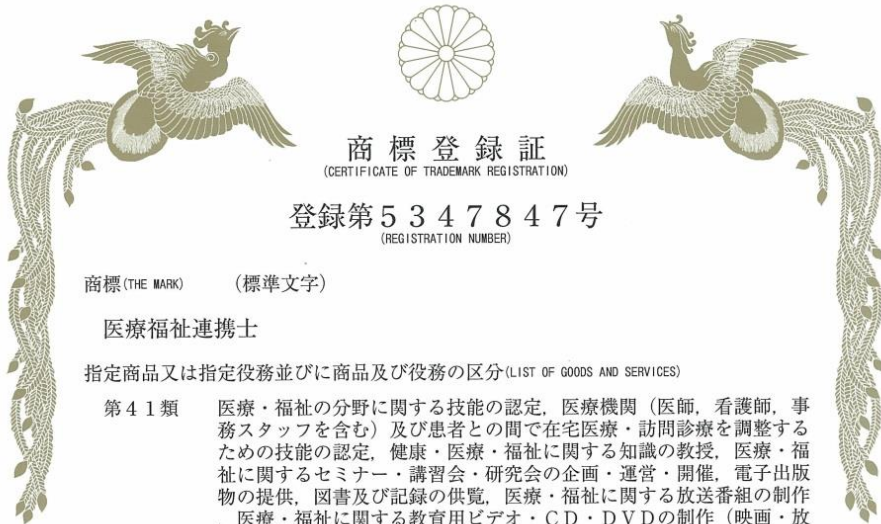 商標登録証
(CERTIFICATE OF TRADEMARK REGISTRATION)
登録第5347847号
(REGISTRATION NUMBER)
商標(THE MARK) (標準文字)
医療福祉連携士
指定商品又は指定役務並びに商品及び役務の区分(LIST OF GOODS AND SERVICES)
第41類 医療・福祉の分野に関する技能の認定，医療機関（医師，看護師，事
務スタッフを含む）及び患者との間で在宅医療・訪問診療を調整する
ための技能の認定，健康・医療・福祉に関する知識の教授，医療・福
祉に関するセミナー・講習会・研究会の企画・運営・開催，電子出版
物の提供，図書及び記録の供覧，医療・福祉に関する放送番組の制作
，医療・福祉に関する教育用ビデオ・CD・DVDの制作（映画・放